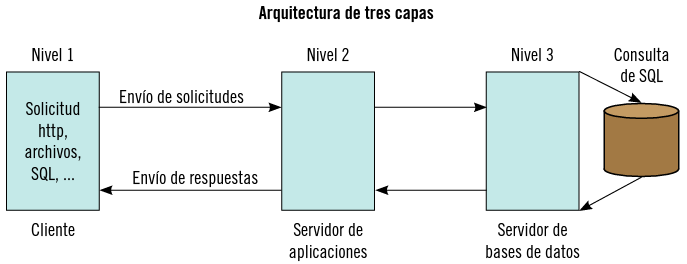 Arquitectura de tres capas
Nivel 1
Nivel 2
Nivel 3
Consulta
de SQL
Solicitud
http,
archivos,
SQL, ...
Envío de solicitudes
Envío de respuestas
Cliente
Servidor de
aplicaciones
Servidor de
bases de datos